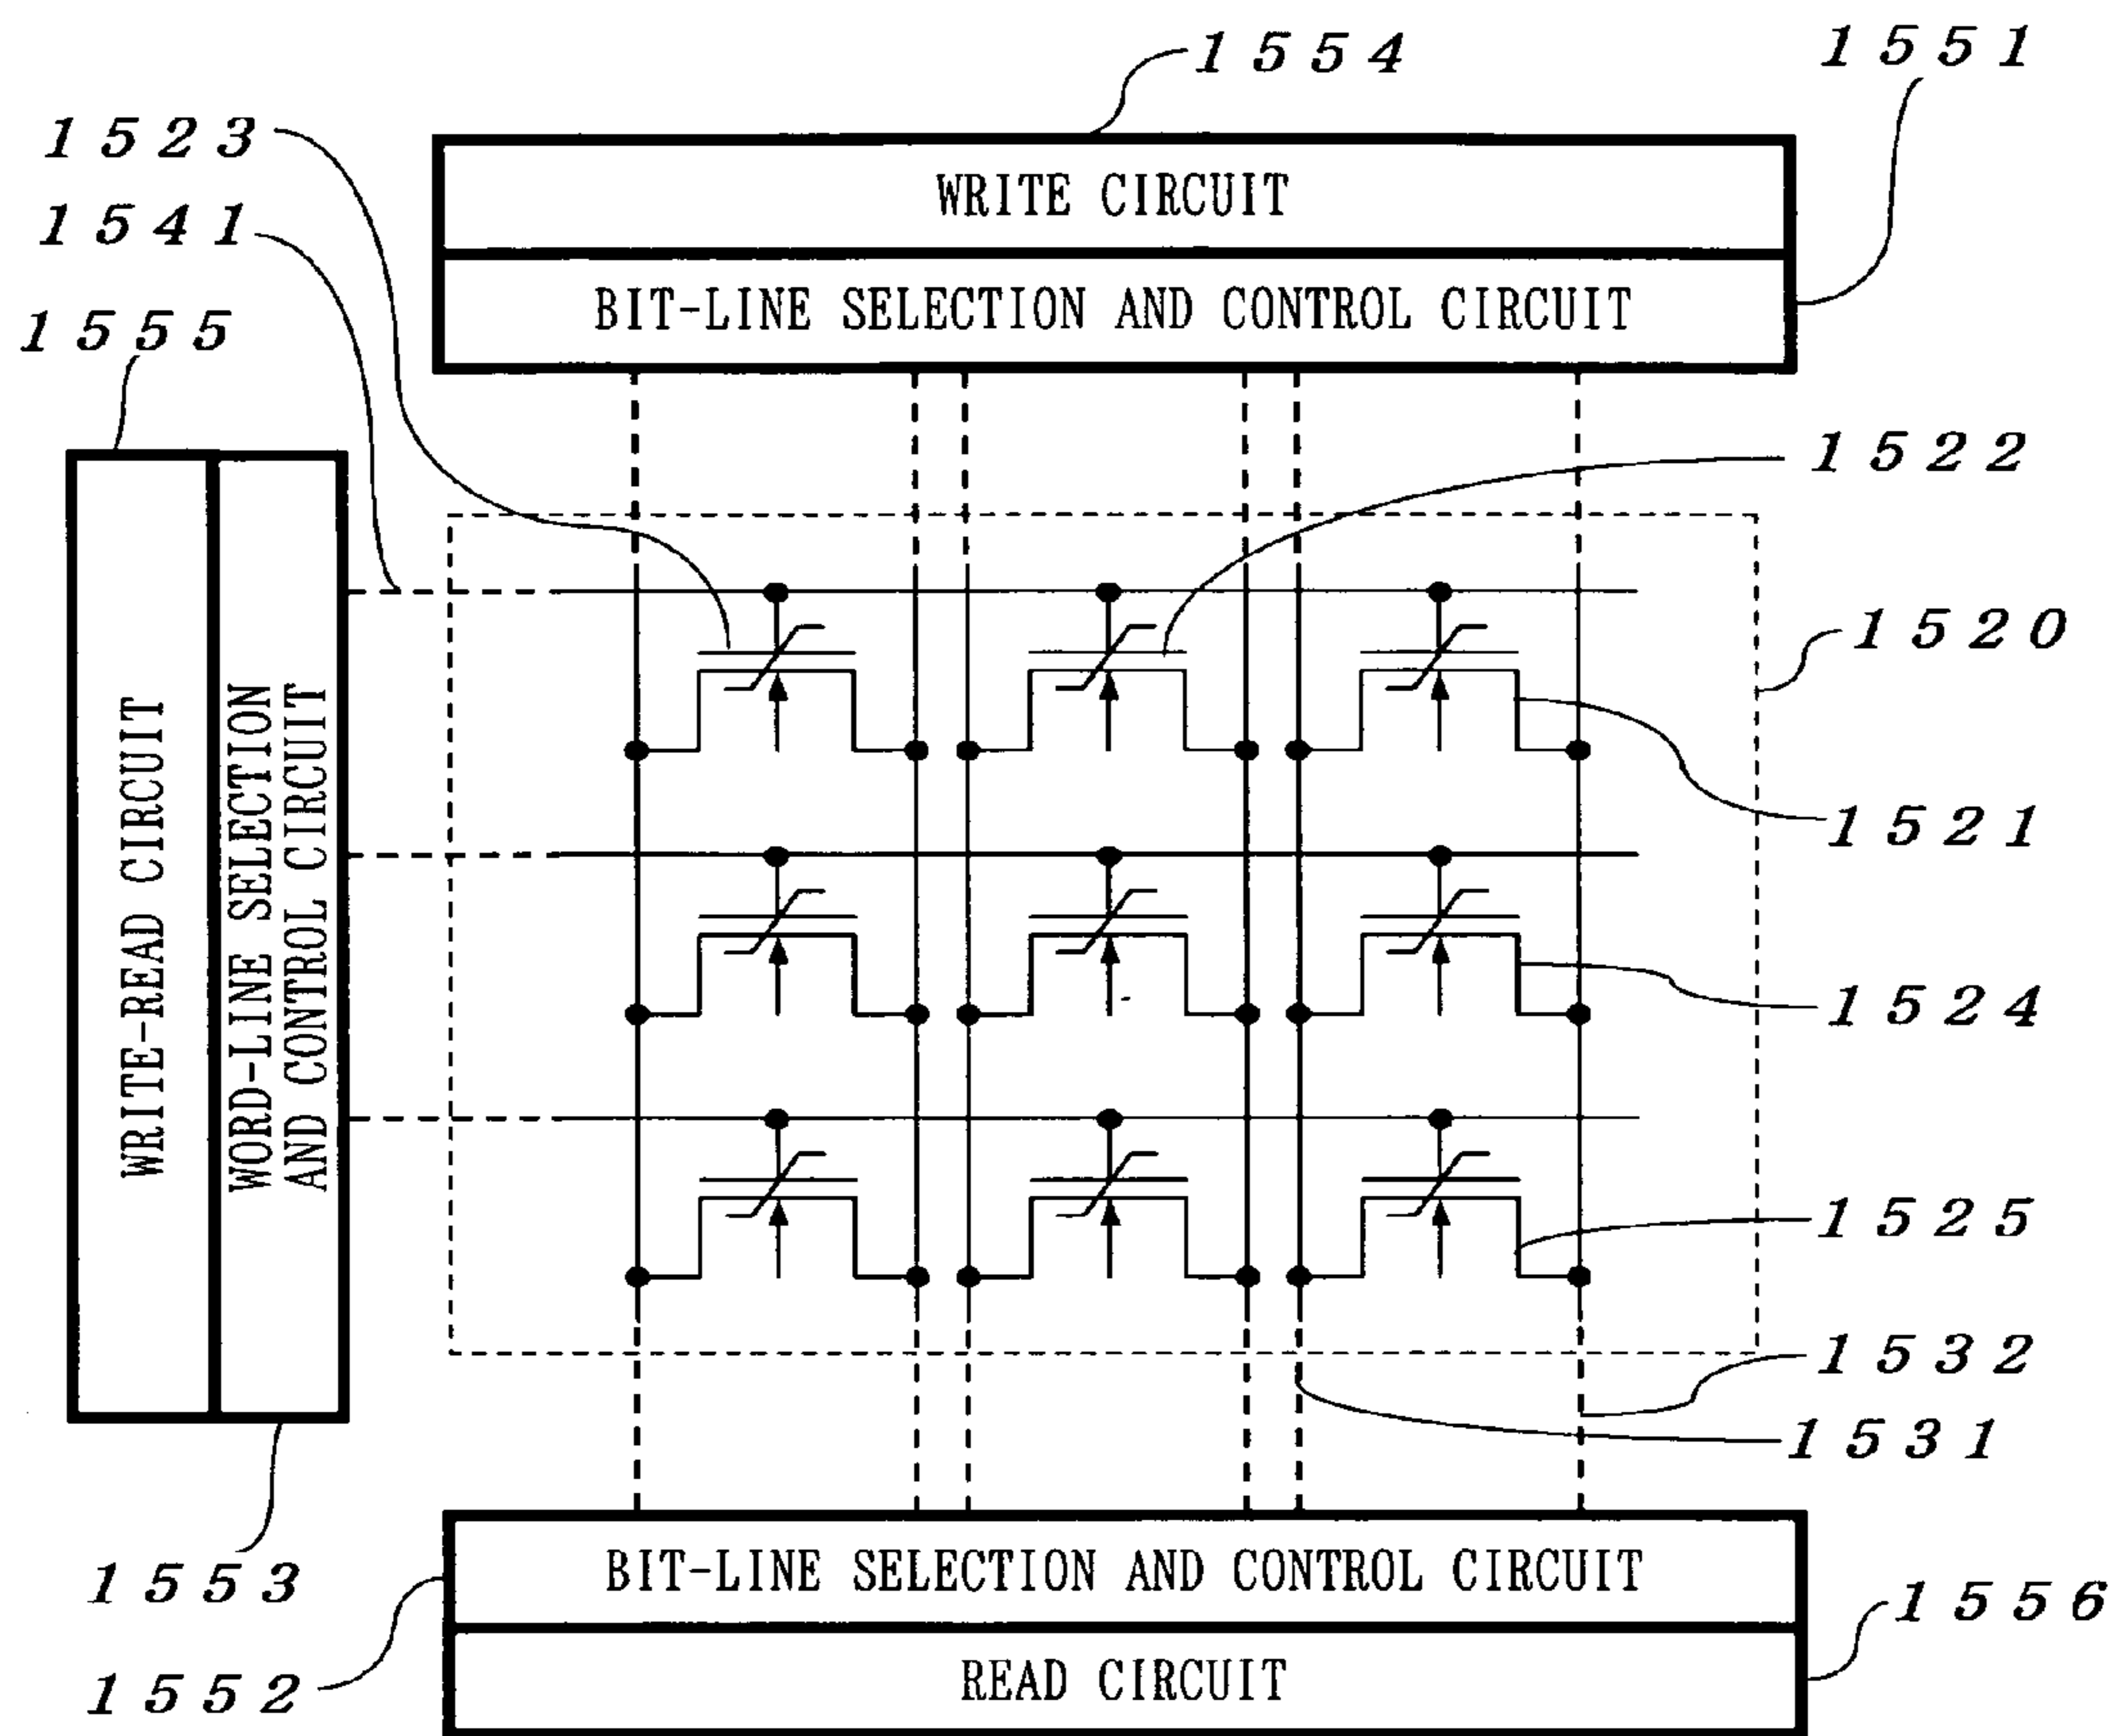 1554
1551
1523
WRITE CIRCUIT
1541
BIT-LINE SELECTION AND CONTROL CIRCUIT
1555
1522
1520
WRITE-READ CIRCUIT
WORD-LINE SELECTION
AND CONTROL CIRCUIT
1521
1524
1525
1532
1531
BIT-LINE SELECTION AND CONTROL CIRCUIT
1553
1556
READ CIRCUIT
1552